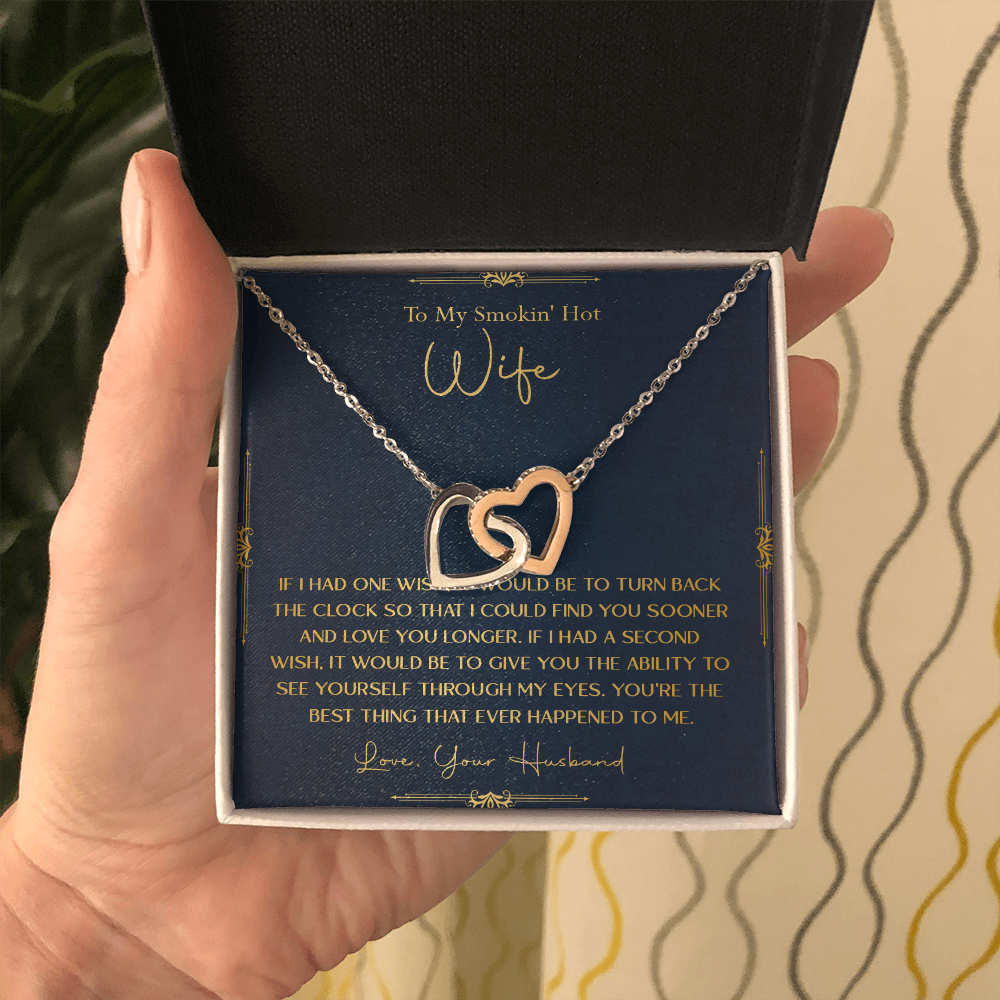 To My Smokin' Hot
Wife
IF I HAD ONE WOULD BE TO TURN BACK
THE CLOCK SO THAT I COULD FIND YOU SOONER
AND LOVE YOU LONGER. IF I HAD A SECOND
WISH, IT WOULD BE TO GIVE YOU THE ABILITY TO
SEE YOURSELF THROUGH MY EYES. YOU'RE THE
BEST THING THAT EVER HAPPENED TO ME.
Love, Your Husband